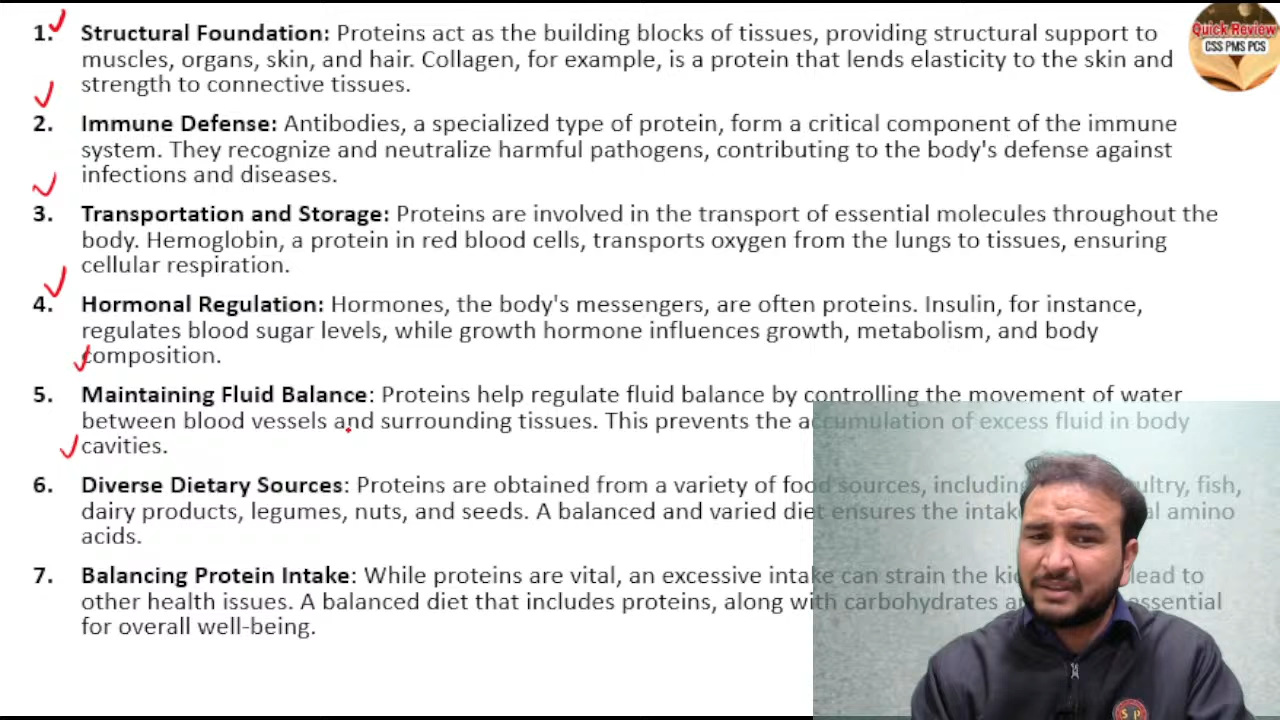 1. Structural Foundation: Proteins act as the building blocks of tissues, providing structural support to
muscles, organs, skin, and hair. Collagen, for example, is a protein that lends elasticity to the skin and
strength to connective tissues.
2. Immune Defense: Antibodies, a specialized type of protein, form a critical component of the immune
system. They recognize and neutralize harmful pathogens, contributing to the body's defense against
infections and diseases.
3. Transportation and Storage: Proteins are involved in the transport of essential molecules throughout the
body. Hemoglobin, a protein in red blood cells, transports oxygen from the lungs to tissues, ensuring
cellular respiration.
4. Hormonal Regulation: Hormones, the body's messengers, are often proteins. Insulin, for instance,
regulates blood sugar levels, while growth hormone influences growth, metabolism, and body
composition.
5. Maintaining Fluid Balance: Proteins help regulate fluid balance by controlling the movement of water
between blood vessels and surrounding tissues. This prevents the accumulation of excess fluid in body
cavities.
6. Diverse Dietary Sources: Proteins are obtained from a variety of food sources, including fish,
dairy products, legumes, nuts, and seeds. A balanced and varied diet ensures the amino
acids.
7. Balancing Protein Intake: While proteins are vital, an excessive intake can strain the lead to
other health issues. A balanced diet that includes proteins, along with carbohydrates essential
for overall well-being.
Quick Review
CSS PMS PCS